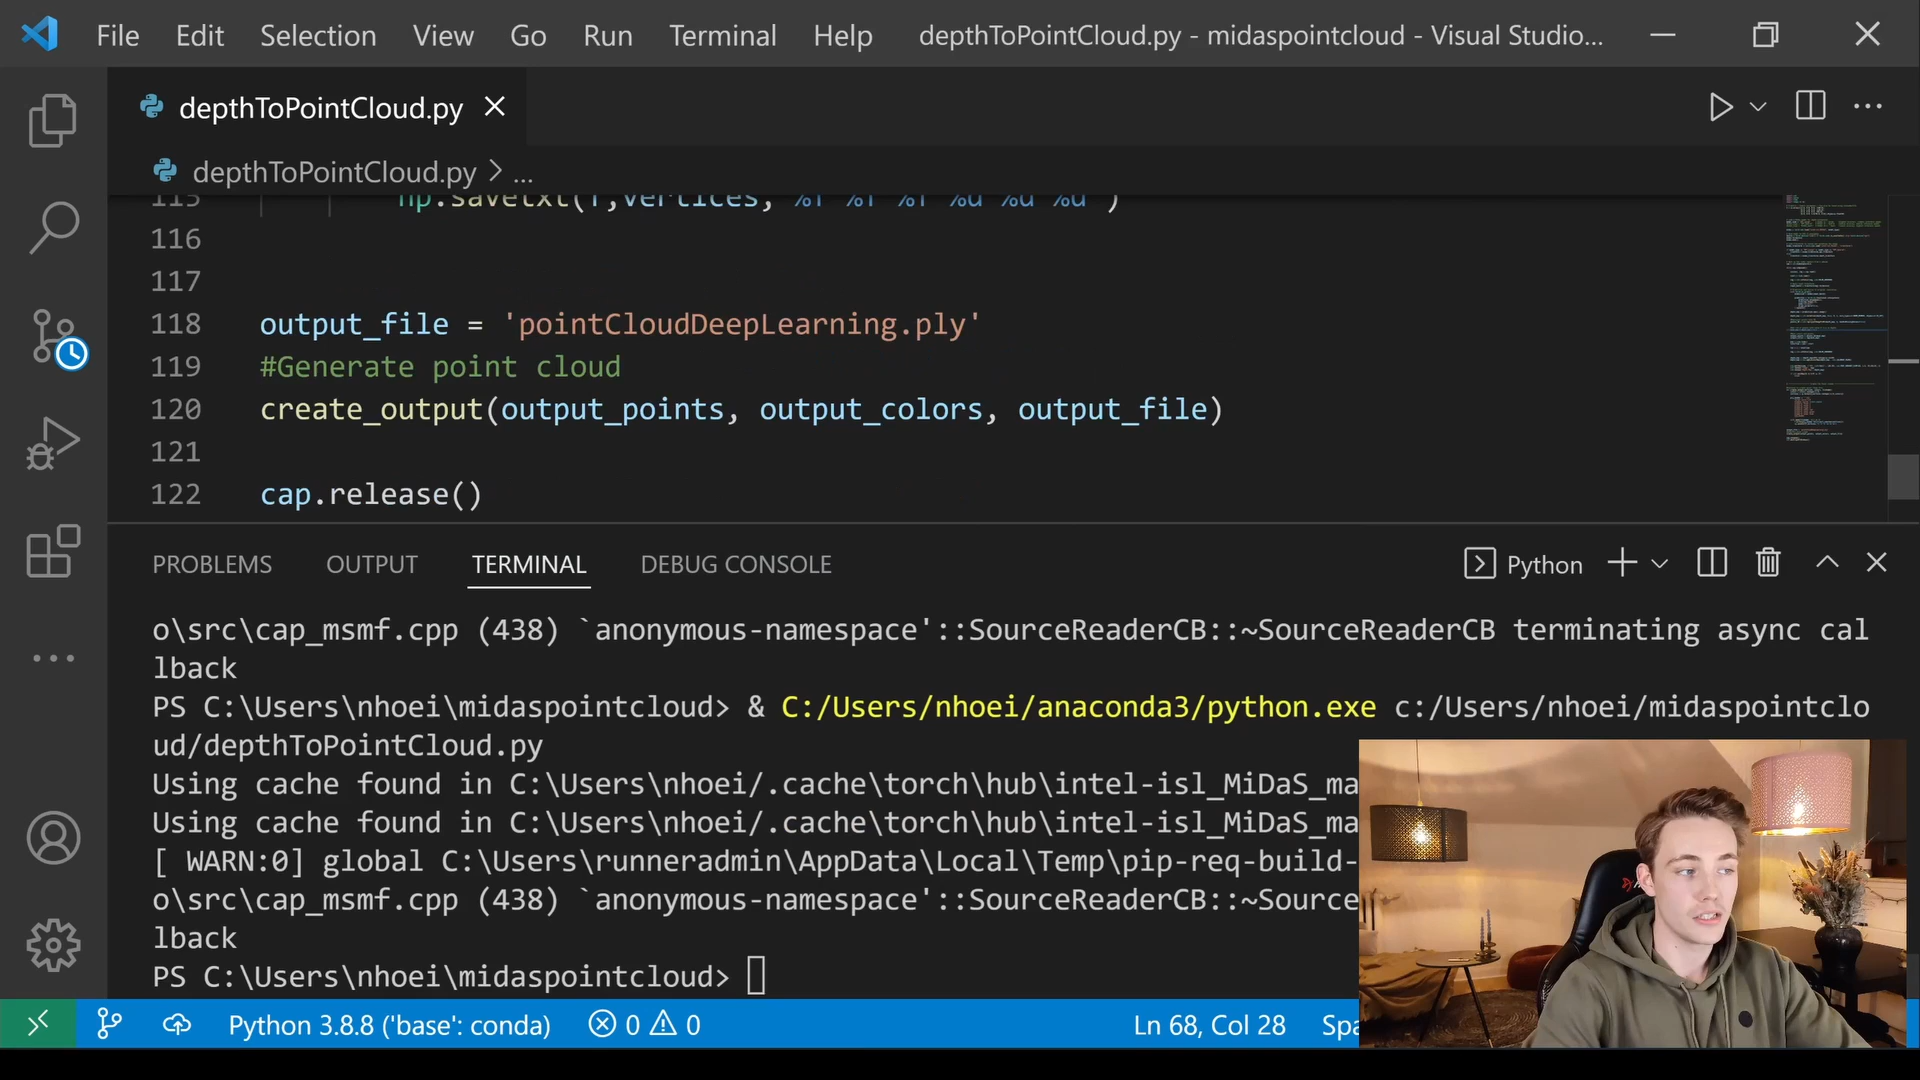 File Edit Selection View Go Run Terminal Help depthToPointCloud.py - midaspointcloud - Visual Studio...
depthToPointCloud.py
depthToPointCloud.py > ...
115 np.savetxt(f,vertices,'%f %f %f %d %d %d')
116
117
118 output_file = 'pointCloudDeepLearning.ply'
119 #Generate point cloud
120 create_output(output_points, output_colors, output_file)
121
122 cap.release()
PROBLEMS OUTPUT TERMINAL DEBUG CONSOLE Python
o\src\cap_msmf.cpp (438) `anonymous-namespace'::SourceReaderCB::~SourceReaderCB terminating async cal
lback
PS C:\Users\nhoei\midaspointcloud> & C:/Users/nhoei/anaconda3/python.exe c:/Users/nhoei/midaspointclo
ud/depthToPointCloud.py
Using cache found in C:\Users\nhoei/.cache\torch\hub\intel-isl_MiDaS_ma
Using cache found in C:\Users\nhoei/.cache\torch\hub\intel-isl_MiDaS_ma
[ WARN:0] global C:\Users\runneradmin\AppData\Local\Temp\pip-req-build-
o\src\cap_msmf.cpp (438) `anonymous-namespace'::SourceReaderCB::~Source
lback
PS C:\Users\nhoei\midaspointcloud>
Python 3.8.8 ('base': conda) 0 0 Ln 68, Col 28 Spa